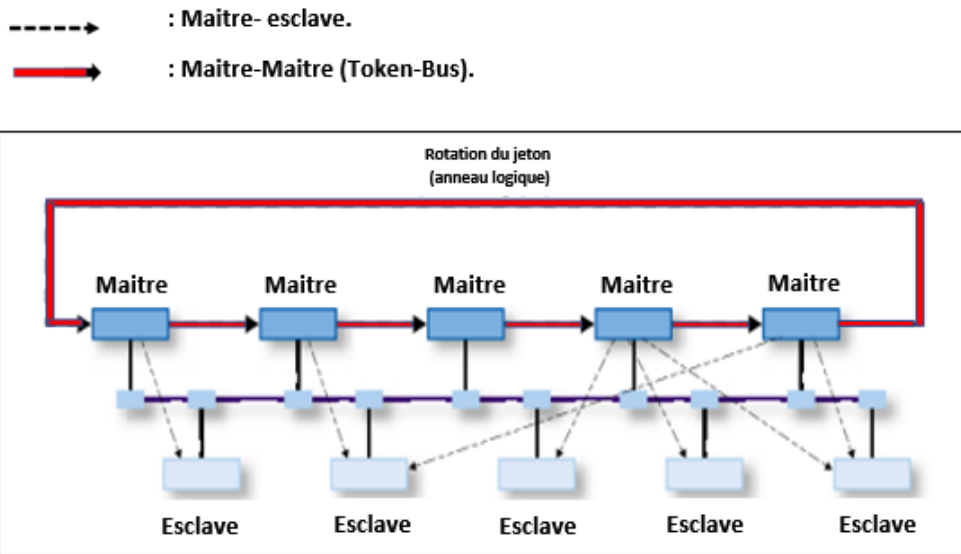 : Maitre- esclave.
: Maitre-Maitre (Token-Bus).
Rotation du jeton
(anneau logique)
Maitre Maitre Maitre Maitre Maitre
Esclave Esclave Esclave Esclave Esclave